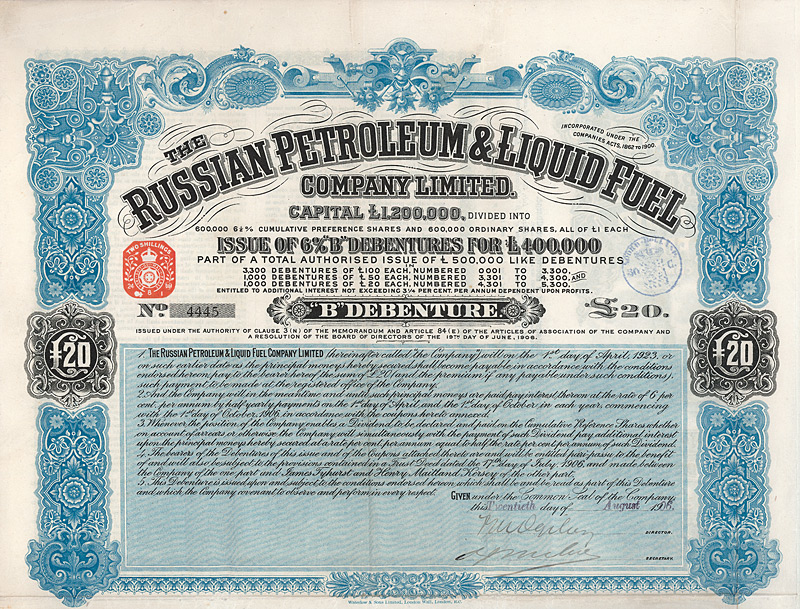 INCORPORATED UNDER THE
COMPANIES ACTS, 1862 TO 1900.
THE
RUSSIAN PETROLEUM & LIQUID FUEL
COMPANY LIMITED.
CAPITAL £1,200,000, DIVIDED INTO
600,000 6½% CUMULATIVE PREFERENCE SHARES AND 600,000 ORDINARY SHARES, ALL OF £1 EACH
ISSUE OF 6% "B" DEBENTURES FOR £400,000
PART OF A TOTAL AUTHORISED ISSUE OF £500,000 LIKE DEBENTURES
IN
3,300 DEBENTURES OF £100 EACH, NUMBERED 0001 TO 3,300,
1,000 DEBENTURES OF £50 EACH, NUMBERED 3,301 TO 4,300, AND
1,000 DEBENTURES OF £20 EACH, NUMBERED 4,301 TO 5,300.
ENTITLED TO ADDITIONAL INTEREST NOT EXCEEDING 3¼ PER CENT. PER ANNUM DEPENDENT UPON PROFITS.
TWO SHILLINGS
No 4445
"B" DEBENTURE.
£20.
ISSUED UNDER THE AUTHORITY OF CLAUSE 3 (N) OF THE MEMORANDUM AND ARTICLE 84 (E) OF THE ARTICLES OF ASSOCIATION OF THE COMPANY AND
A RESOLUTION OF THE BOARD OF DIRECTORS OF THE 19TH DAY OF JUNE, 1906.
£20
£20
1. THE RUSSIAN PETROLEUM & LIQUID FUEL COMPANY LIMITED (hereinafter called the Company) will on the 1st day of April, 1923, or
on such earlier date as the principal moneys hereby secured shall become payable in accordance with the conditions
endorsed hereon, pay to the bearer hereof the sum of £20 and the premium (if any payable under such conditions),
such payment to be made at the registered office of the Company.
2. And the Company will in the meantime and until such principal moneys are paid, pay interest thereon at the rate of 6 per
cent. per annum by half yearly payments on the 1st day of April and the 1st day of October in each year, commencing
with the 1st day of October, 1906, in accordance with the coupons hereto annexed.
3. Whenever the position of the Company enables a Dividend to be declared and paid on the Cumulative Preference Shares whether
on account of arrears or otherwise the Company will simultaneously with the payment of such Dividend pay additional interest
upon the principal moneys hereby secured at a rate per cent. per annum equal to half the rate per cent. per annum of such Dividend.
4. The bearers of the Debentures of this issue and of the Coupons attached thereto are and will be entitled pari-passu to the benefit
of and will also be subject to the provisions contained in a Trust Deed dated the 17th day of July, 1906, and made between
the Company of the one part and James Tyhurst and Henry Maitland Kersey of the other part.
5. This Debenture is issued upon and subject to the conditions endorsed hereon, which shall be and be read as part of this Debenture
and which the Company covenant to observe and perform in every respect.
GIVEN under the Common Seal of the Company,
this Twentieth day of August 1906.
DIRECTOR.
SECRETARY.
Waterlow & Sons Limited, London Wall, London, E.C.